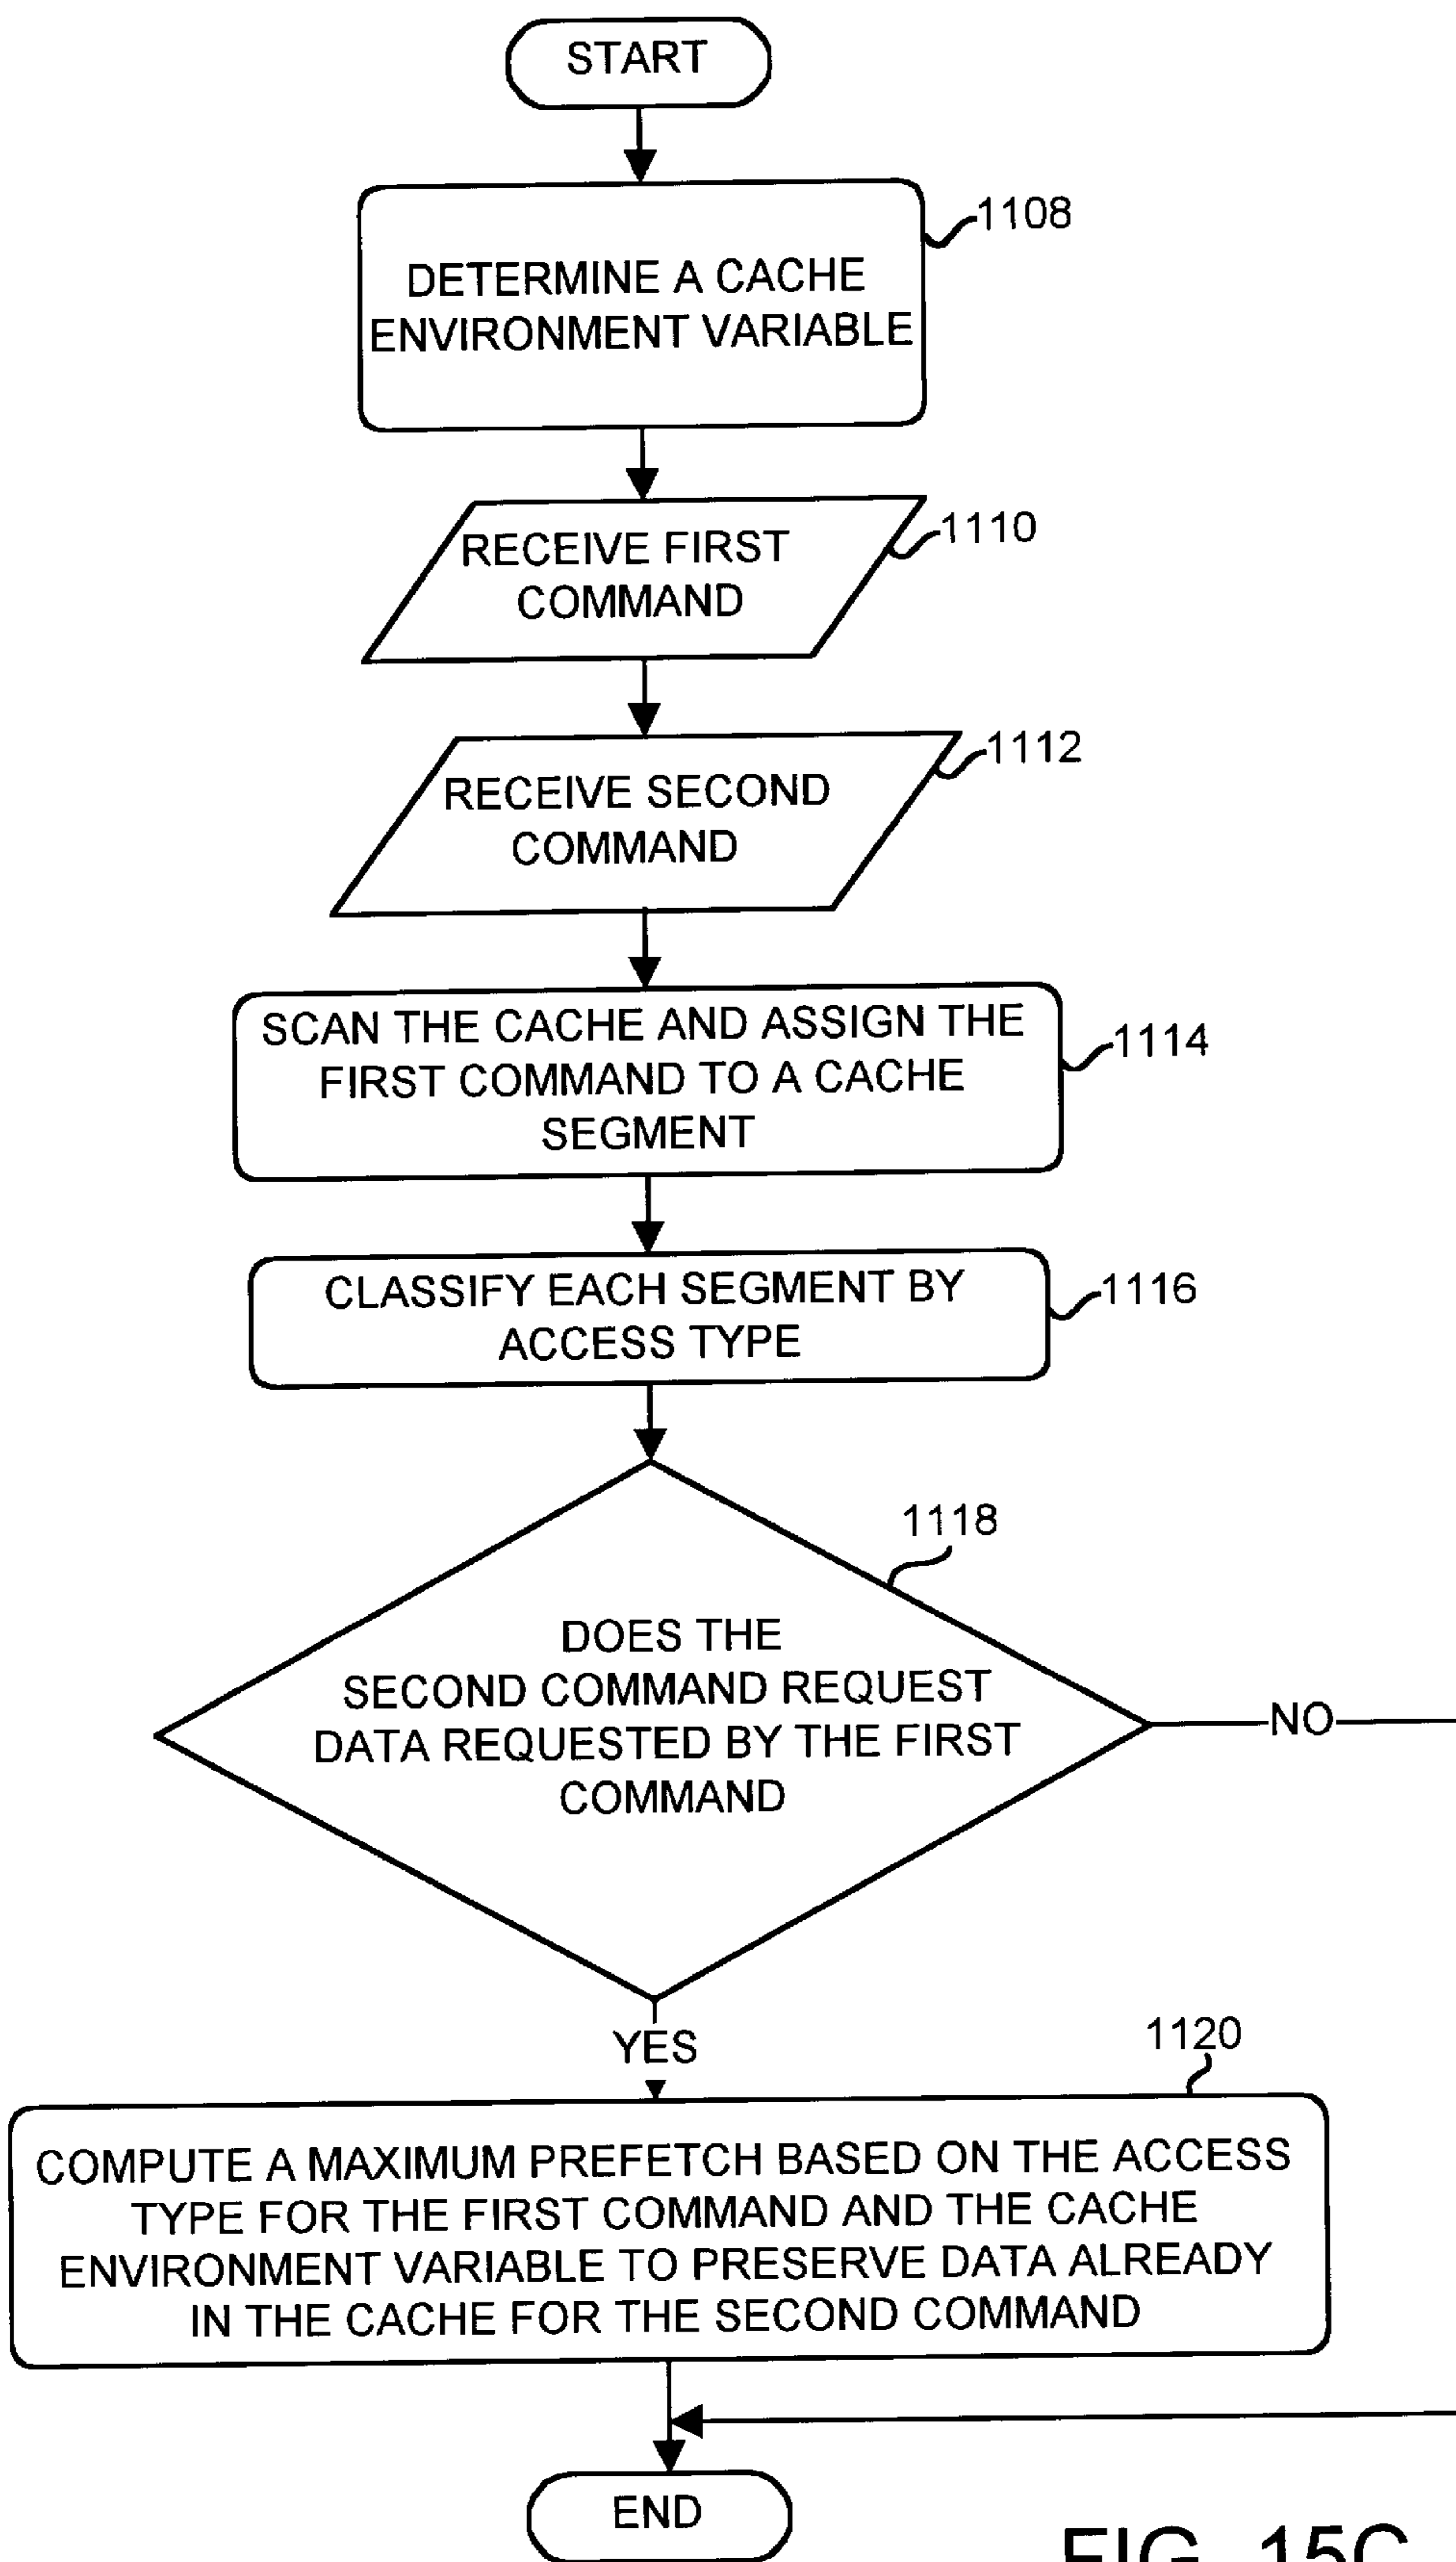 START
1108
DETERMINE A CACHE
ENVIRONMENT VARIABLE
1110
RECEIVE FIRST
COMMAND
1112
RECEIVE SECOND
COMMAND
1114
SCAN THE CACHE AND ASSIGN THE
FIRST COMMAND TO A CACHE
SEGMENT
1116
CLASSIFY EACH SEGMENT BY
ACCESS TYPE
1118
DOES THE
SECOND COMMAND REQUEST
DATA REQUESTED BY THE FIRST
COMMAND
NO
YES
1120
COMPUTE A MAXIMUM PREFETCH BASED ON THE ACCESS
TYPE FOR THE FIRST COMMAND AND THE CACHE
ENVIRONMENT VARIABLE TO PRESERVE DATA ALREADY
IN THE CACHE FOR THE SECOND COMMAND
END
FIG. 15C